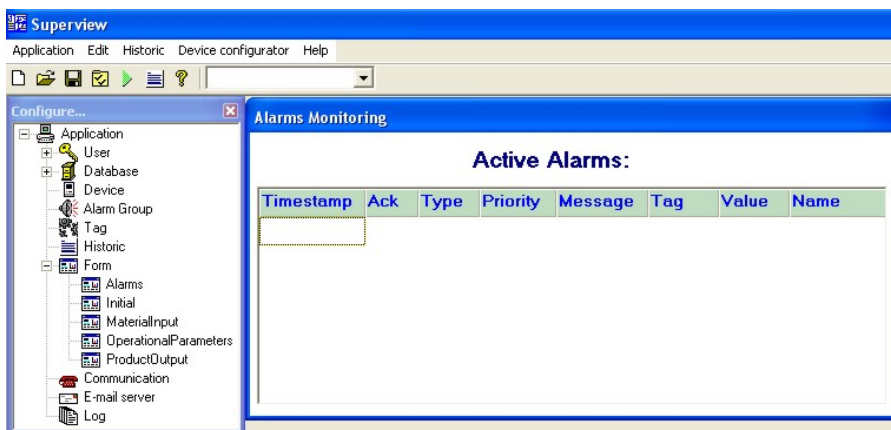 Superview
Application Edit Historic Device configurator Help
Configure...
Application
User
Database
Device
Alarm Group
Tag
Historic
Form
Alarms
Initial
MaterialInput
OperationalParameters
ProductOutput
Communication
E-mail server
Log
Alarms Monitoring
Active Alarms:
Timestamp Ack Type Priority Message Tag Value Name